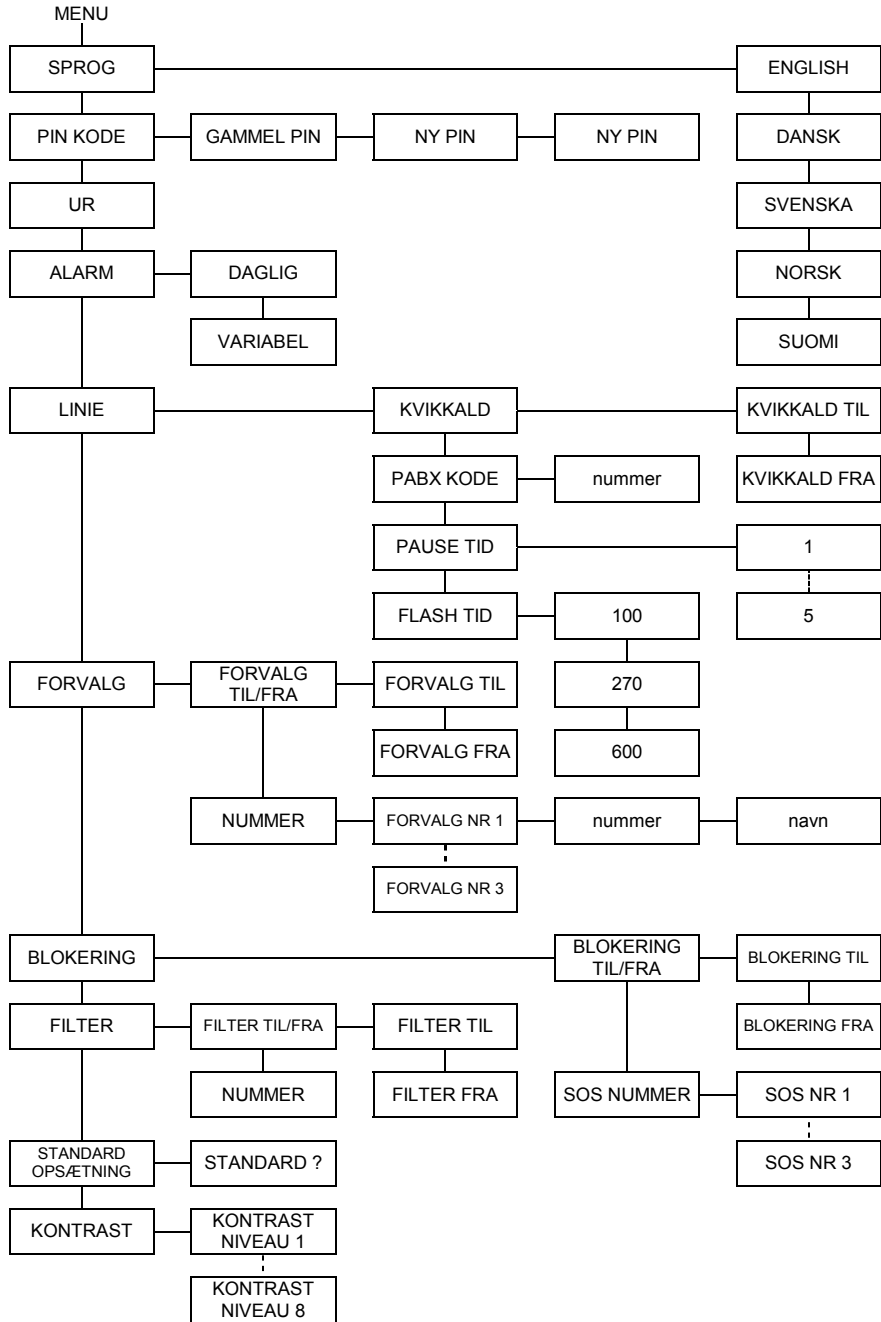 MENU
SPROG
ENGLISH
PIN KODE
GAMMEL PIN
NY PIN
NY PIN
DANSK
UR
SVENSKA
ALARM
DAGLIG
NORSK
VARIABEL
SUOMI
LINIE
KVIKKALD
KVIKKALD TIL
PABX KODE
nummer
KVIKKALD FRA
PAUSE TID
1
FLASH TID
100
5
FORVALG
FORVALG
TIL/FRA
FORVALG TIL
270
FORVALG FRA
600
NUMMER
FORVALG NR 1
nummer
navn
FORVALG NR 3
BLOKERING
BLOKERING
TIL/FRA
BLOKERING TIL
FILTER
FILTER TIL/FRA
FILTER TIL
BLOKERING FRA
NUMMER
FILTER FRA
SOS NUMMER
SOS NR 1
STANDARD
OPSÆTNING
STANDARD ?
SOS NR 3
KONTRAST
KONTRAST
NIVEAU 1
KONTRAST
NIVEAU 8